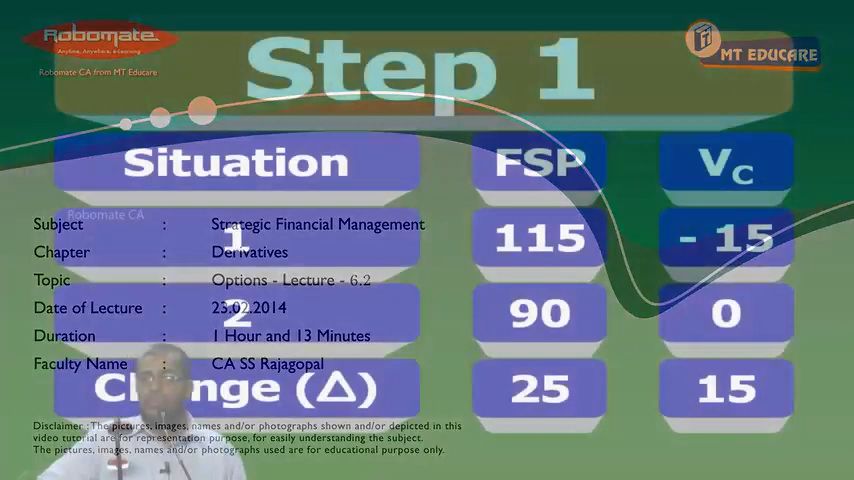 Robomate
Anytime, Anywhere, e-Learning
Robomate CA from MT Educare
MT EDUCARE
Step 1
Situation FSP VC
Robomate CA
1 115 - 15
2 90 0
Change (Δ) 25 15
Subject : Strategic Financial Management
Chapter : Derivatives
Topic : Options - Lecture - 6.2
Date of Lecture : 23.02.2014
Duration : 1 Hour and 13 Minutes
Faculty Name : CA SS Rajagopal
Disclaimer : The pictures, images, names and/or photographs shown and/or depicted in this
video tutorial are for representation purpose, for easily understanding the subject.
The pictures, images, names and/or photographs used are for educational purpose only.